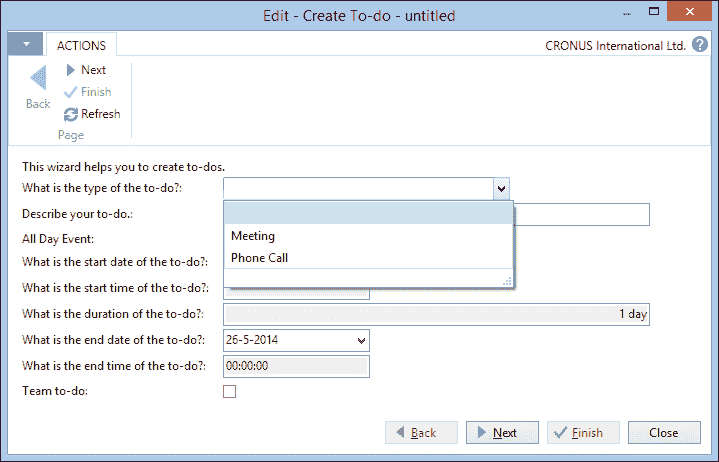 Edit - Create To-do - untitled
ACTIONS
CRONUS International Ltd.
?
Back
Next
Finish
Refresh
Page
This wizard helps you to create to-dos.
What is the type of the to-do?:
Describe your to-do.:
Meeting
Phone Call
All Day Event:
What is the start date of the to-do?:
What is the start time of the to-do?:
What is the duration of the to-do?: 1 day
What is the end date of the to-do?: 26-5-2014
What is the end time of the to-do?: 00:00:00
Team to-do:
Back Next Finish Close